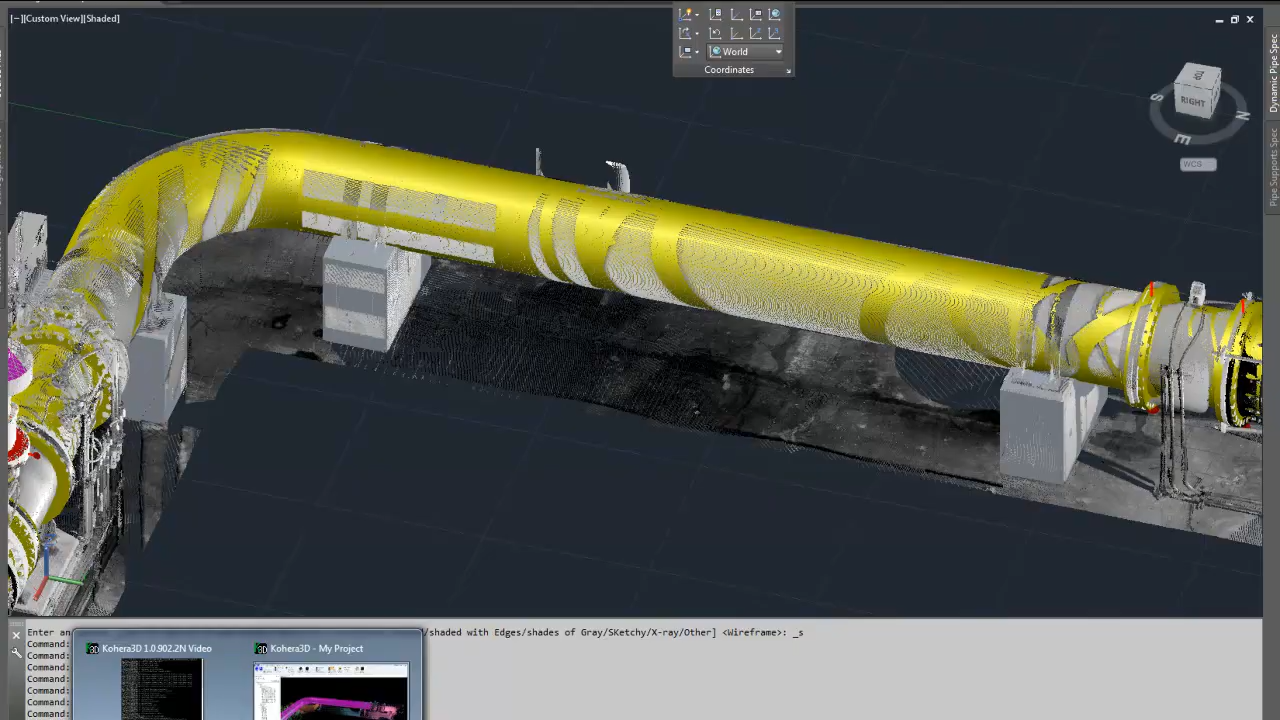 [−][Custom View][Shaded]
World
Coordinates
TOP
RIGHT
S
E
N
WCS
Dynamic Pipe Spec
Pipe Supports Spec
Enter an
/shaded with Edges/shades of Gray/SKetchy/X-ray/Other] <Wireframe>: _s
Command:
Command:
Command:
Command:
Command:
Command:
Command:
Kohera3D 1.0.902.2N Video
Kohera3D - My Project